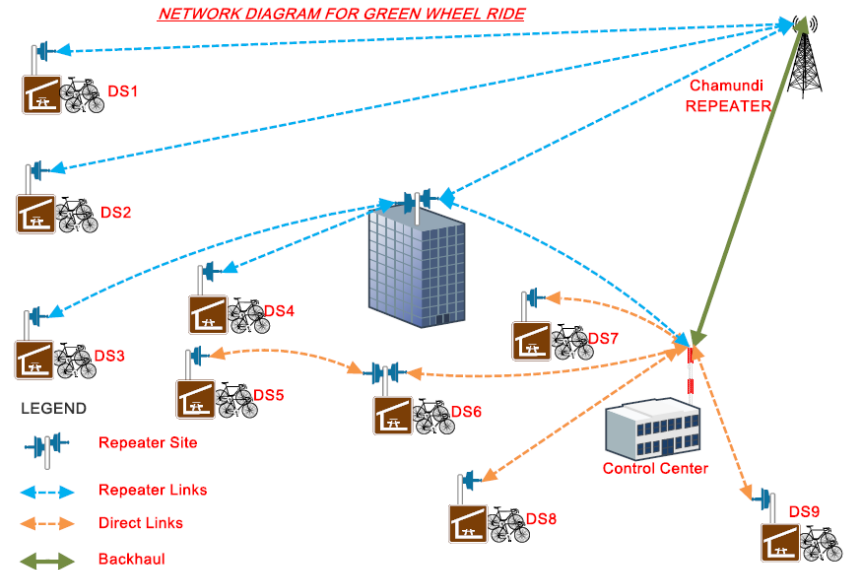 NETWORK DIAGRAM FOR GREEN WHEEL RIDE
Chamundi
REPEATER
DS1
DS2
DS4
DS7
DS3
DS5
DS6
LEGEND
Repeater Site
Control Center
Repeater Links
DS9
DS8
Direct Links
Backhaul